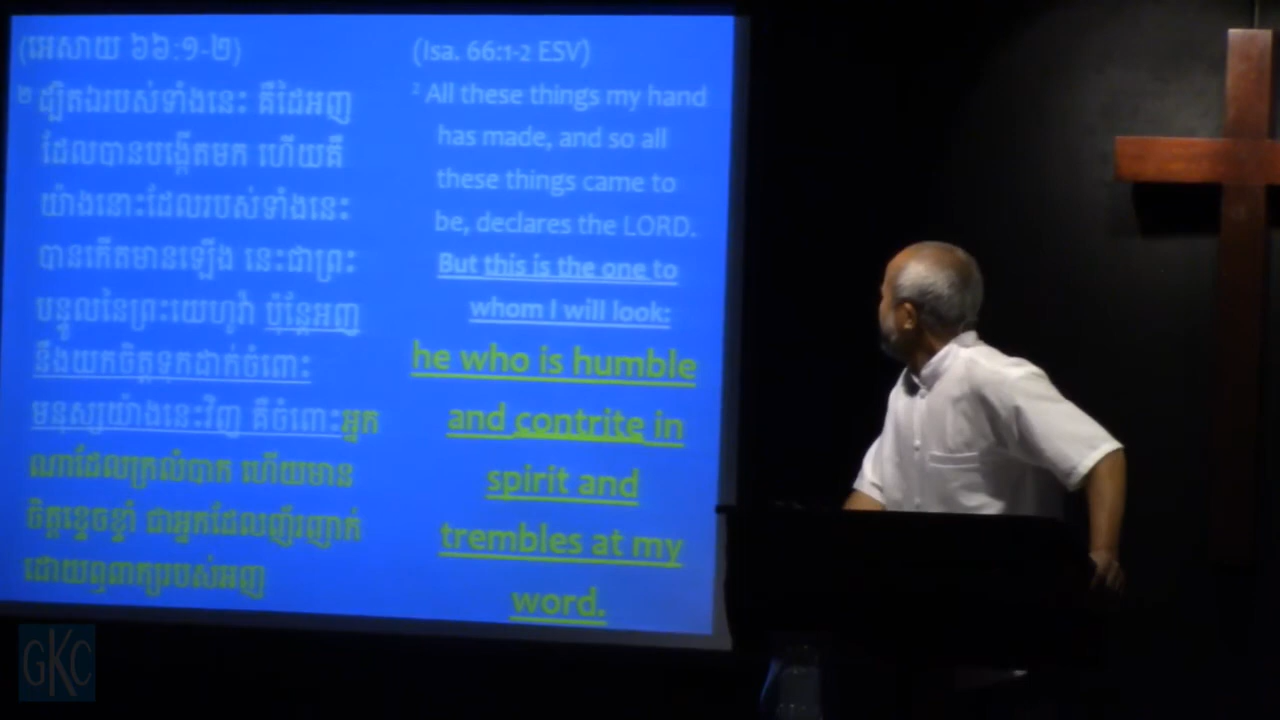 (អេសាយ ៦៦:១-២)
២ ដ្បិតឯរបស់ទាំងនេះ គឺដៃអញ
ដែលបានបង្កើតមក ហើយគឺ
យ៉ាងនោះដែលរបស់ទាំងនេះ
បានកើតមានឡើង នេះជាព្រះ
បន្ទូលនៃព្រះយេហូវ៉ា ប៉ុន្តែអញ
នឹងយកចិត្តទុកដាក់ចំពោះ
មនុស្សយ៉ាងនេះវិញ គឺចំពោះអ្នក
ណាដែលក្រលំបាក ហើយមាន
ចិត្តខ្ទេចខ្ទាំ ជាអ្នកដែលញ័ររញាក់
ដោយឮពាក្យរបស់អញ
(Isa. 66:1-2 ESV)
2 All these things my hand
has made, and so all
these things came to
be, declares the LORD.
But this is the one to
whom I will look:
he who is humble
and contrite in
spirit and
trembles at my
word.
GKC